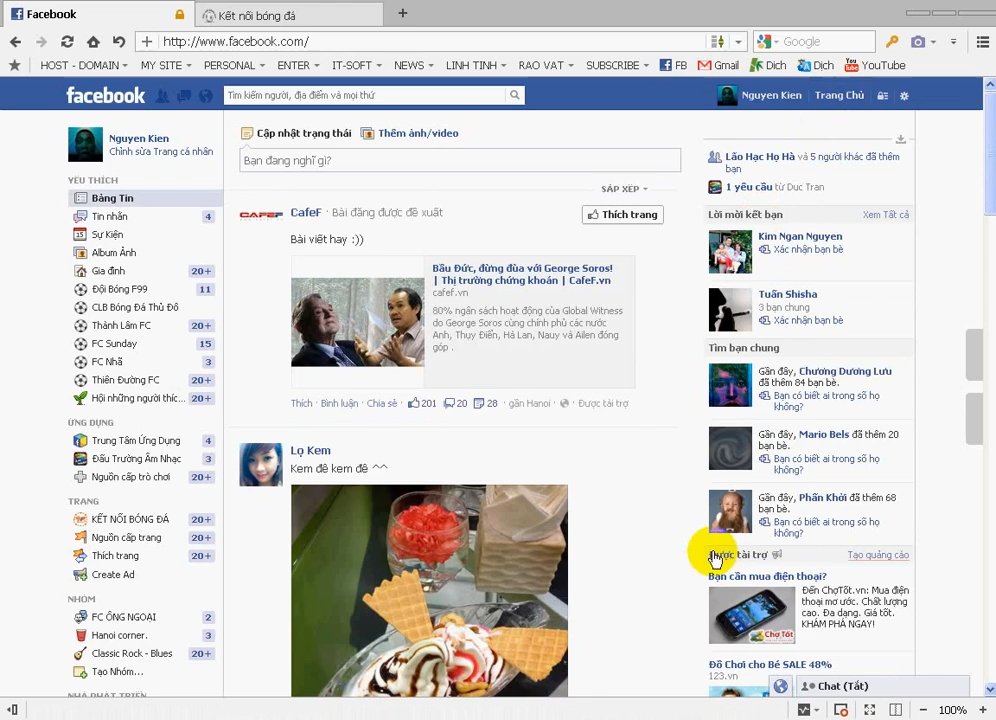 Facebook
Kết nối bóng đá
http://www.facebook.com/
Google
HOST - DOMAIN
MY SITE
PERSONAL
ENTER
IT-SOFT
NEWS
LINH TINH
RAO VAT
SUBSCRIBE
FB
Gmail
Dich
Dịch
YouTube
facebook
Tìm kiếm người, địa điểm và mọi thứ
Nguyen Kien
Trang Chủ
Nguyen Kien
Chỉnh sửa Trang cá nhân
YÊU THÍCH
Bảng Tin
Tin nhắn 4
Sự Kiện
Album Ảnh
Gia đình 20+
Đội Bóng F99 11
CLB Bóng Đá Thủ Đô
Thành Lâm FC 20+
FC Sunday 15
FC Nhã 3
Thiên Đường FC 20+
Hội những người thíc... 20+
ỨNG DỤNG
Trung Tâm Ứng Dụng 4
Đấu Trường Âm Nhạc 3
Nguồn cấp trò chơi 20+
TRANG
KẾT NỐI BÓNG ĐÁ 20+
Nguồn cấp trang 20+
Thích trang 20+
Create Ad
NHÓM
FC ÔNG NGOẠI 2
Hanoi corner. 3
Classic Rock - Blues 20+
Tạo Nhóm...
NHÀ PHÁT TRIỂN
Cập nhật trạng thái
Thêm ảnh/video
Bạn đang nghĩ gì?
SẮP XẾP
CafeF · Bài đăng được đề xuất
Thích trang
Bài viết hay :))
CAFEF
Bầu Đức, đừng đùa với George Soros!
| Thị trường chứng khoán | CafeF.vn
cafef.vn
80% ngân sách hoạt động của Global Witness
do George Soros cùng chính phủ các nước
Anh, Thụy Điển, Hà Lan, Nauy và Ailen đóng
góp .
Thích · Bình luận · Chia sẻ · 201 20 28 · gần Hanoi · Được tài trợ
Lọ Kem
Kem đê kem đê ^^
Lão Hạc Họ Hà và 5 người khác đã thêm
bạn
1 yêu cầu từ Duc Tran
Lời mời kết bạn
Xem Tất cả
Kim Ngan Nguyen
Xác nhận bạn bè
Tuấn Shisha
3 bạn chung
Xác nhận bạn bè
Tìm bạn chung
Gần đây, Chương Dương Lưu
đã thêm 84 bạn bè.
Bạn có biết ai trong số họ
không?
Gần đây, Mario Bels đã thêm 20
bạn bè.
Bạn có biết ai trong số họ
không?
Gần đây, Phấn Khởi đã thêm 68
bạn bè.
Bạn có biết ai trong số họ
không?
Được tài trợ
Tạo quảng cáo
Bạn cần mua điện thoại?
Đến ChợTốt.vn: Mua điện
thoại mơ ước. Chất lượng
cao. Đa dạng. Giá tốt.
KHÁM PHÁ NGAY!
Chợ Tốt
Đồ Chơi cho Bé SALE 48%
123.vn
Chat (Tắt)
100%